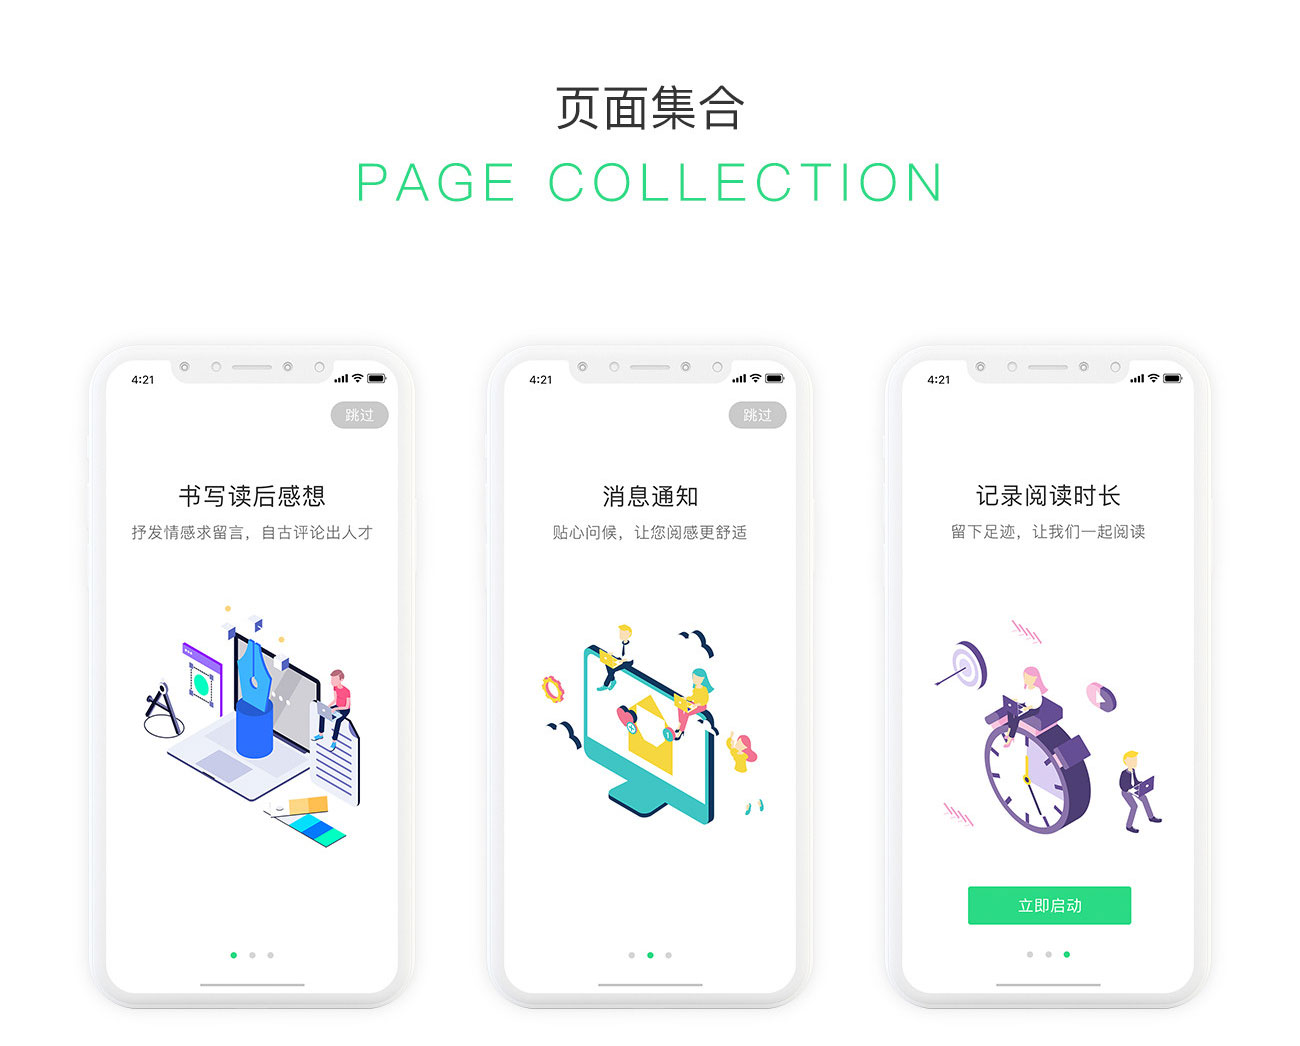 页面集合
PAGE COLLECTION
4:21
跳过
书写读后感想
抒发情感求留言，自古评论出人才
4:21
跳过
消息通知
贴心问候，让您阅感更舒适
4:21
记录阅读时长
留下足迹，让我们一起阅读
立即启动